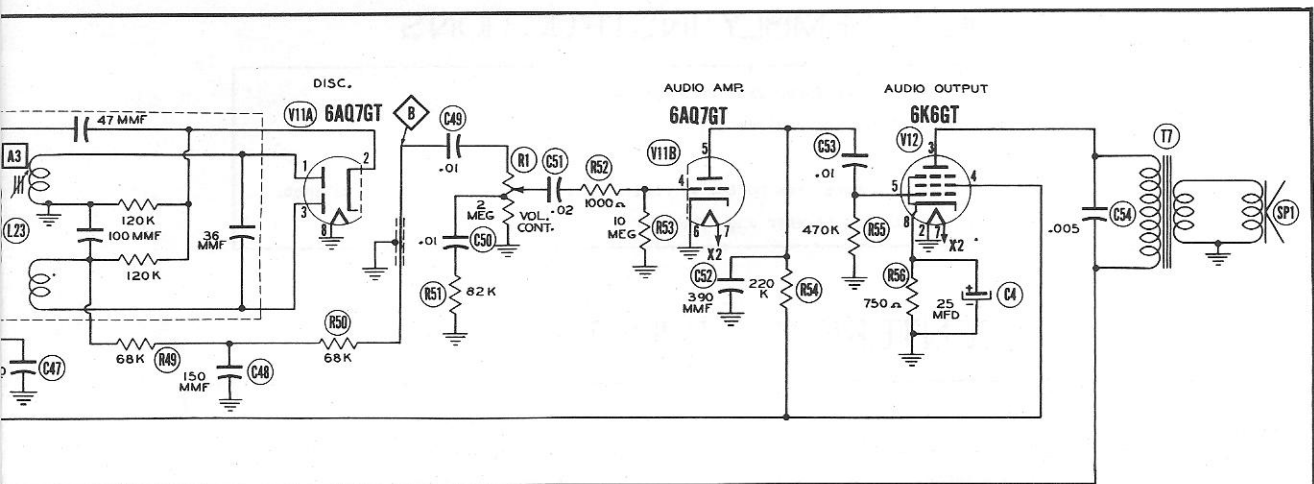 DISC.
AUDIO AMP.
AUDIO OUTPUT
V11A 6AQ7GT
B
C49
6AQ7GT
6K6GT
47 MMF
2
5
V12
3
T7
A3
1
.01
R1
C51
R52
V11B
4
C53
.01
5
4
L23
120K
100 MMF
36 MMF
3
8
2 MEG
VOL. CONT.
.02
1000Ω
10 MEG
R53
6
7
X2
470K
R55
8
2
7
X2
.005
C54
SP1
120K
.01
C50
C52
390 MMF
220 K
R54
R56
750Ω
25 MFD
+
-
C4
R51
82K
R50
68K
R49
68K
C47
150 MMF
C48